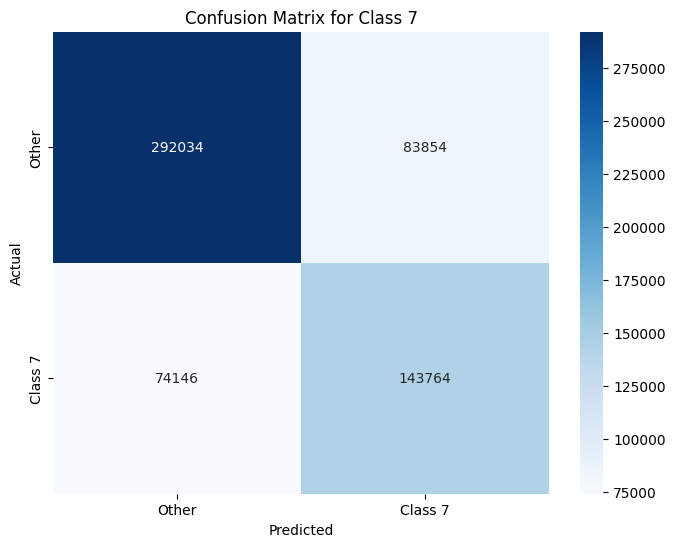 Confusion Matrix for Class 7
Other
292034
83854
Actual
Class 7
74146
143764
Other
Class 7
Predicted
275000
250000
225000
200000
175000
150000
125000
100000
75000